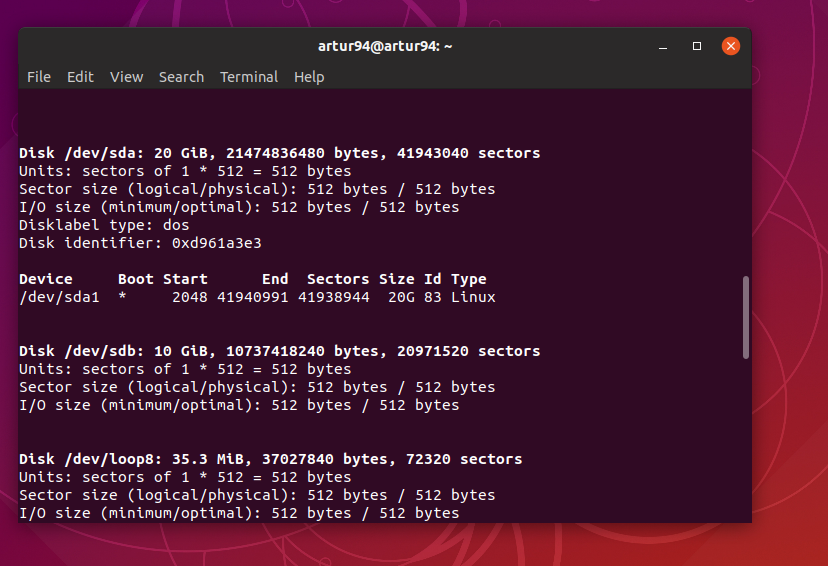 artur94@artur94: ~
File Edit View Search Terminal Help
Disk /dev/sda: 20 GiB, 21474836480 bytes, 41943040 sectors
Units: sectors of 1 * 512 = 512 bytes
Sector size (logical/physical): 512 bytes / 512 bytes
I/O size (minimum/optimal): 512 bytes / 512 bytes
Disklabel type: dos
Disk identifier: 0xd961a3e3
Device     Boot Start      End  Sectors Size Id Type
/dev/sda1  *     2048 41940991 41938944  20G 83 Linux
Disk /dev/sdb: 10 GiB, 10737418240 bytes, 20971520 sectors
Units: sectors of 1 * 512 = 512 bytes
Sector size (logical/physical): 512 bytes / 512 bytes
I/O size (minimum/optimal): 512 bytes / 512 bytes
Disk /dev/loop8: 35.3 MiB, 37027840 bytes, 72320 sectors
Units: sectors of 1 * 512 = 512 bytes
Sector size (logical/physical): 512 bytes / 512 bytes
I/O size (minimum/optimal): 512 bytes / 512 bytes